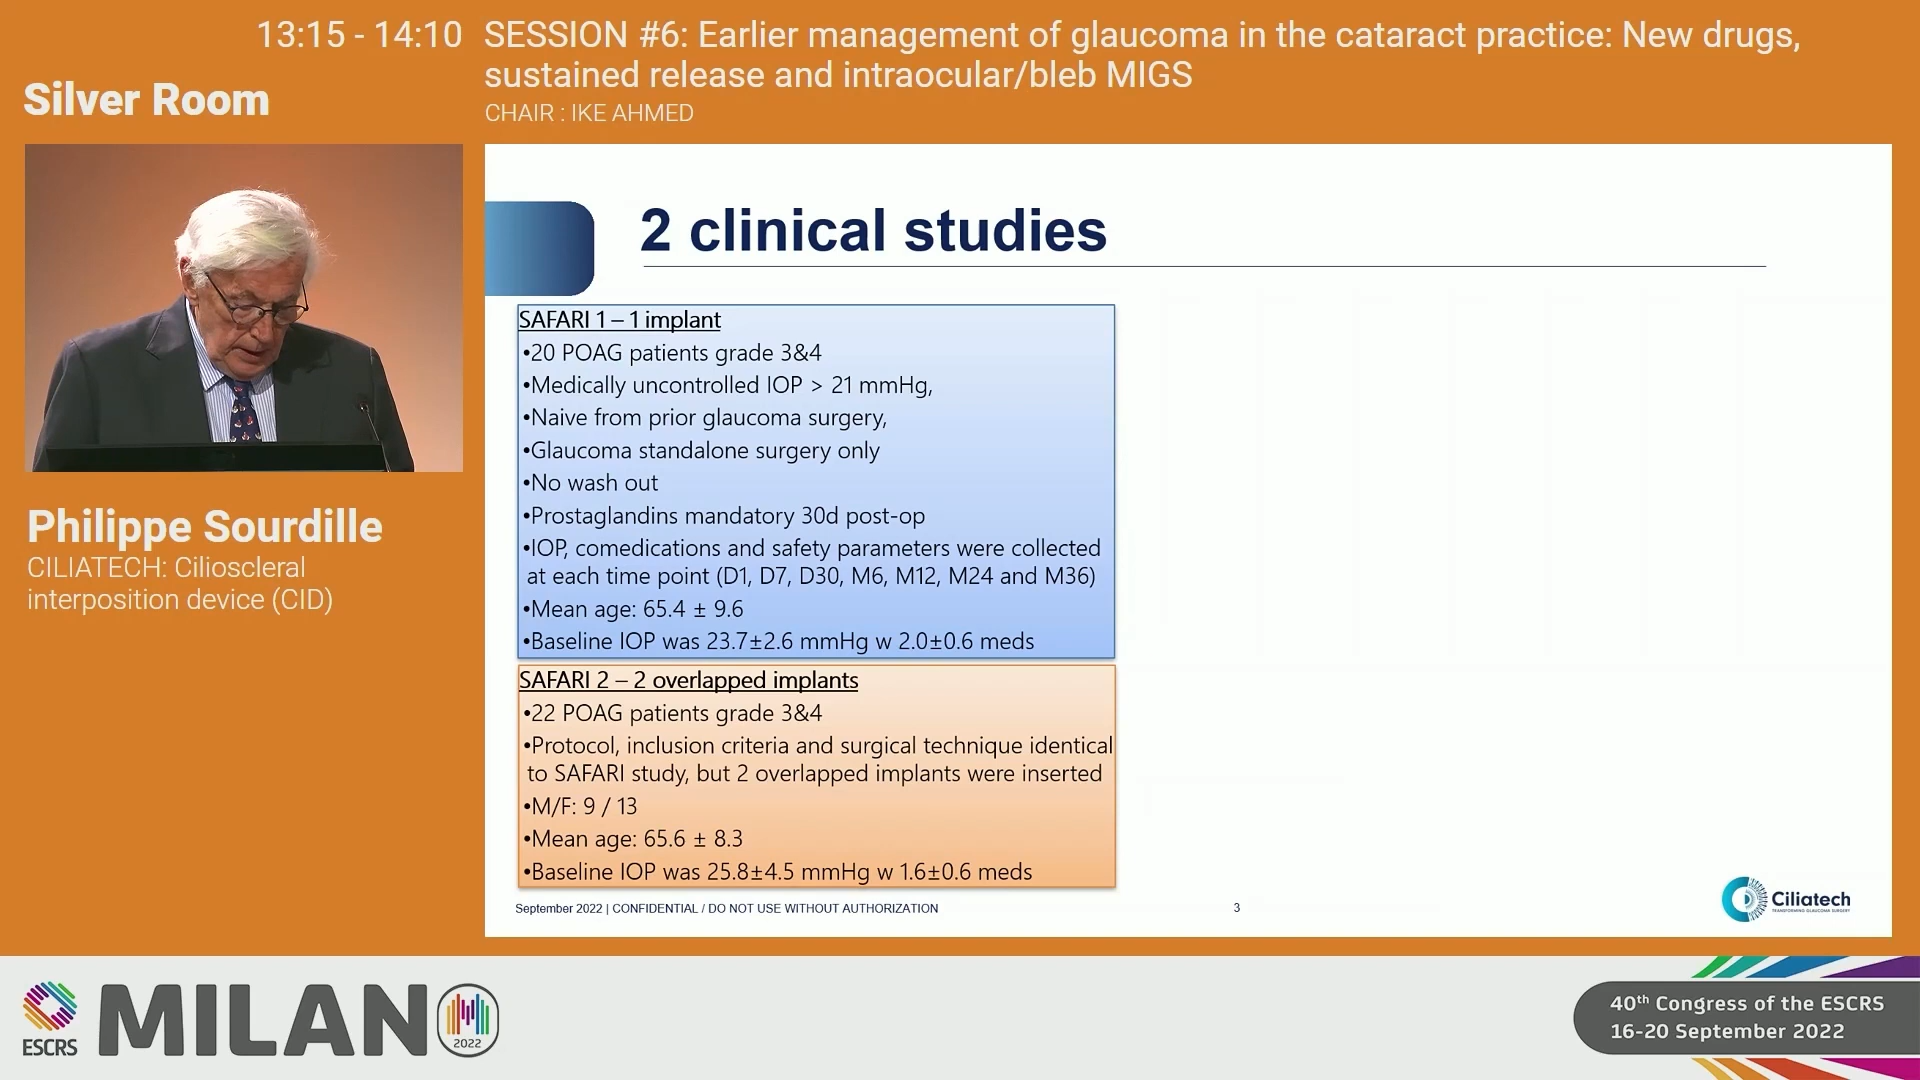 13:15 - 14:10
SESSION #6: Earlier management of glaucoma in the cataract practice: New drugs,
sustained release and intraocular/bleb MIGS
CHAIR : IKE AHMED
Silver Room
Philippe Sourdille
CILIATECH: Cilioscleral
interposition device (CID)
2 clinical studies
SAFARI 1 – 1 implant
•20 POAG patients grade 3&4
•Medically uncontrolled IOP > 21 mmHg,
•Naive from prior glaucoma surgery,
•Glaucoma standalone surgery only
•No wash out
•Prostaglandins mandatory 30d post-op
•IOP, comedications and safety parameters were collected
at each time point (D1, D7, D30, M6, M12, M24 and M36)
•Mean age: 65.4 ± 9.6
•Baseline IOP was 23.7±2.6 mmHg w 2.0±0.6 meds
SAFARI 2 – 2 overlapped implants
•22 POAG patients grade 3&4
•Protocol, inclusion criteria and surgical technique identical
to SAFARI study, but 2 overlapped implants were inserted
•M/F: 9 / 13
•Mean age: 65.6 ± 8.3
•Baseline IOP was 25.8±4.5 mmHg w 1.6±0.6 meds
September 2022 | CONFIDENTIAL / DO NOT USE WITHOUT AUTHORIZATION
3
Ciliatech
TRANSFORMING GLAUCOMA SURGERY
ESCRS
MILANO
2022
40th Congress of the ESCRS
16-20 September 2022